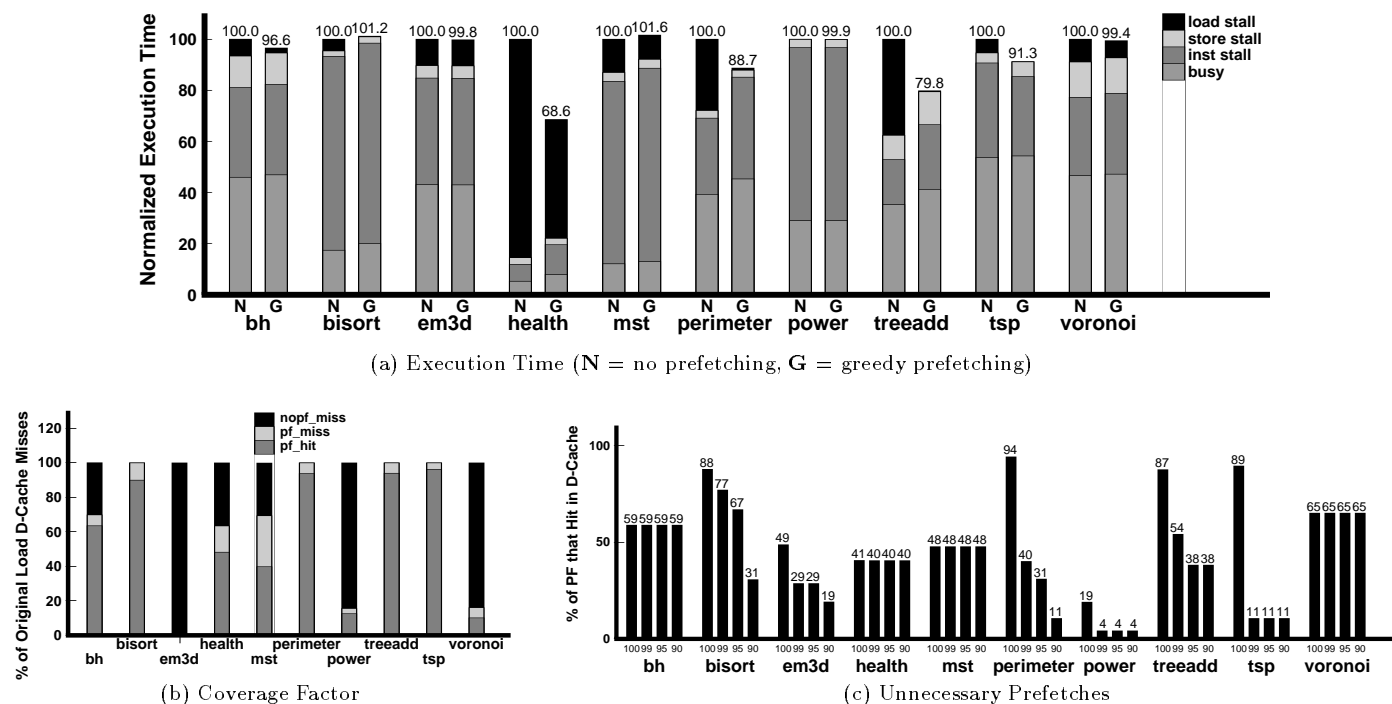 Normalized Execution Time
100
80
60
40
20
0
100.0 96.6 100.0 101.2 100.0 99.8 100.0 68.6 100.0 101.6 100.0 88.7 100.0 99.9 100.0 79.8 100.0 91.3 100.0 99.4
load stall
store stall
inst stall
busy
N G N G N G N G N G N G N G N G N G N G
bh bisort em3d health mst perimeter power treeadd tsp voronoi
(a) Execution Time (N = no prefetching, G = greedy prefetching)
% of Original Load D-Cache Misses
120
100
80
60
40
20
0
nopf_miss
pf_miss
pf_hit
bisort health perimeter treeadd voronoi
bh em3d mst power tsp
(b) Coverage Factor
% of PF that Hit in D-Cache
100
50
0
59 59 59 59 88 77 67 31 49 29 29 19 41 40 40 40 48 48 48 48 94 40 31 11 19 4 4 4 87 54 38 38 89 11 11 11 65 65 65 65
100 99 95 90 100 99 95 90 100 99 95 90 100 99 95 90 100 99 95 90 100 99 95 90 100 99 95 90 100 99 95 90 100 99 95 90 100 99 95 90
bh bisort em3d health mst perimeter power treeadd tsp voronoi
(c) Unnecessary Prefetches